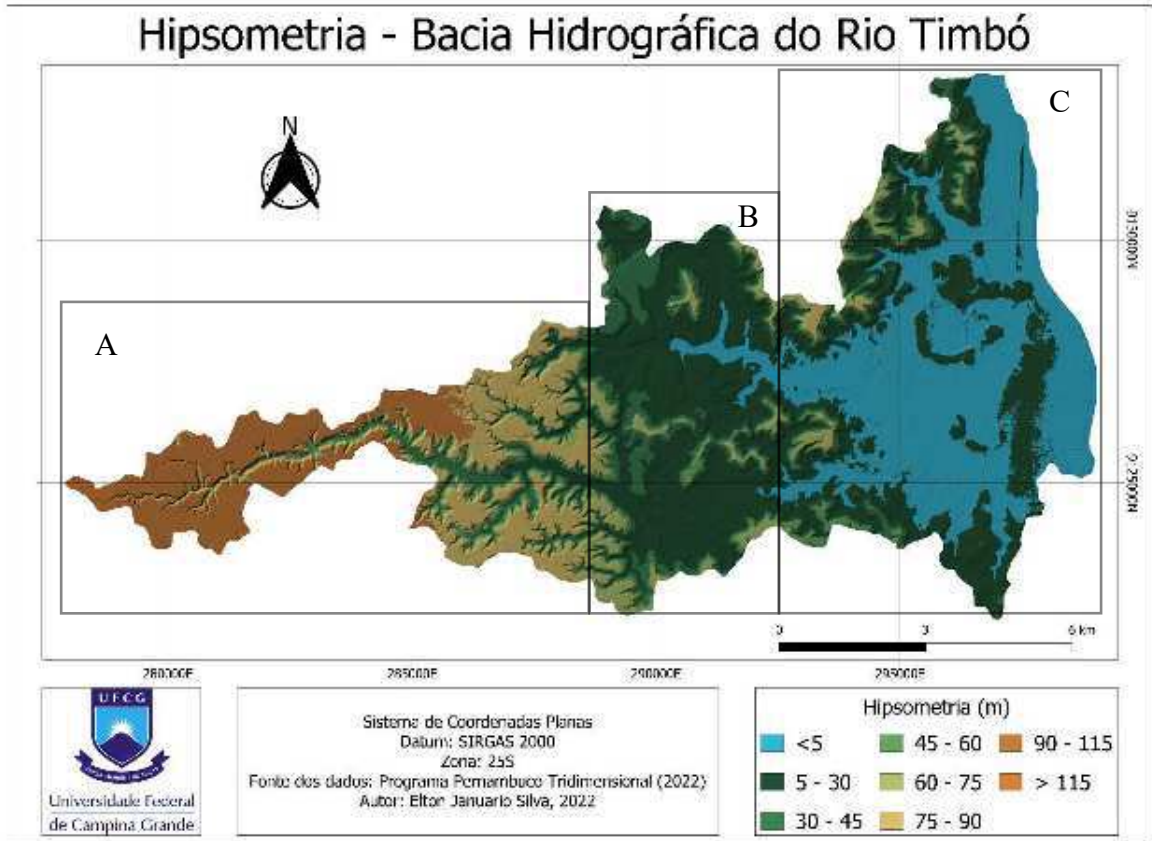 Hipsometria - Bacia Hidrográfica do Rio Timbó
C
N
B
A
9130000N
9125000N
0 3 6 km
280000E 285000E 290000E 295000E
UFCG
Universidade Federal
de Campina Grande
Sistema de Coordenadas Planas
Datum: SIRGAS 2000
Zona: 25S
Fonte dos dados: Programa Pernambuco Tridimensional (2022)
Autor: Elton Januario Silva, 2022
Hipsometria (m)
<5 45 - 60 90 - 115
5 - 30 60 - 75 > 115
30 - 45 75 - 90